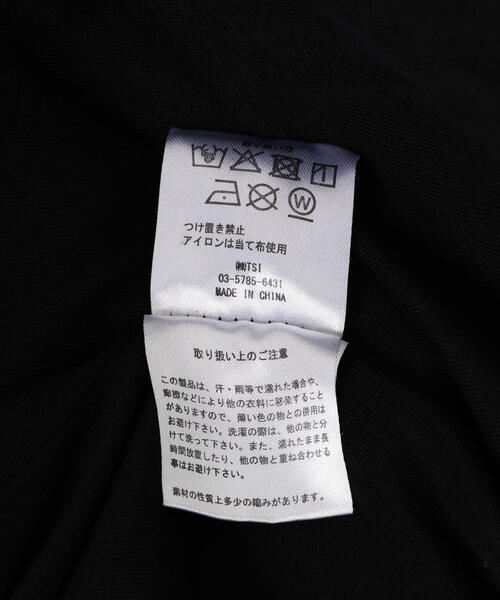 W
つけ置き禁止
アイロンは当て布使用
㈱TSI
03-5785-6431
MADE IN CHINA
取り扱い上のご注意
この製品は、汗・雨等で濡れた場合や、
摩擦などにより他の衣料に移染すること
がありますので、薄い色の物との併用は
お避け下さい。洗濯の際は、他の物と分
けて洗って下さい。また、濡れたまま長
時間放置したり、他の物と重ね合わせる
事はお避け下さい。
素材の性質上多少の縮みがあります。